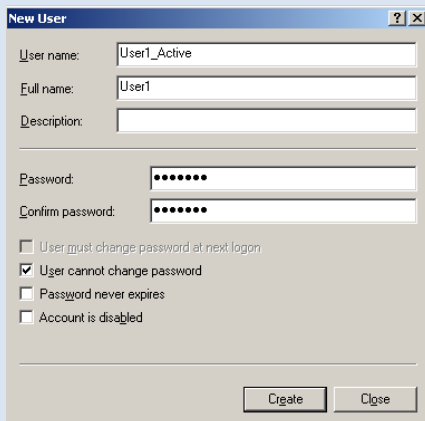 New User
User name: User1_Active
Full name: User1
Description:
Password: •••••••
Confirm password: •••••••
User must change password at next logon
User cannot change password
Password never expires
Account is disabled
Create Close